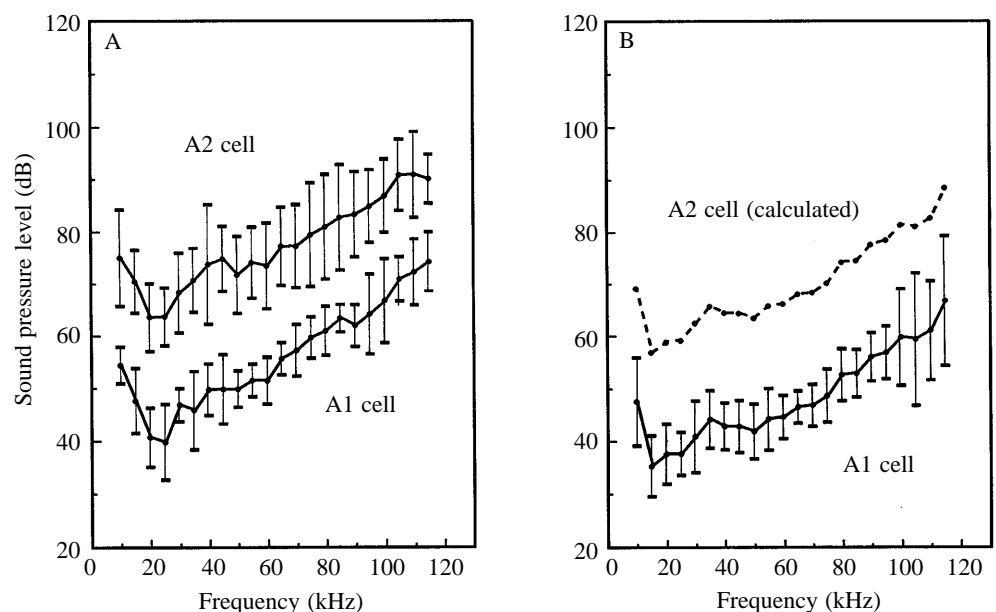 A
B
120
100
80
60
40
20
Sound pressure level (dB)
A2 cell
A1 cell
0 20 40 60 80 100 120
Frequency (kHz)
120
100
80
60
40
20
A2 cell (calculated)
A1 cell
0 20 40 60 80 100 120
Frequency (kHz)